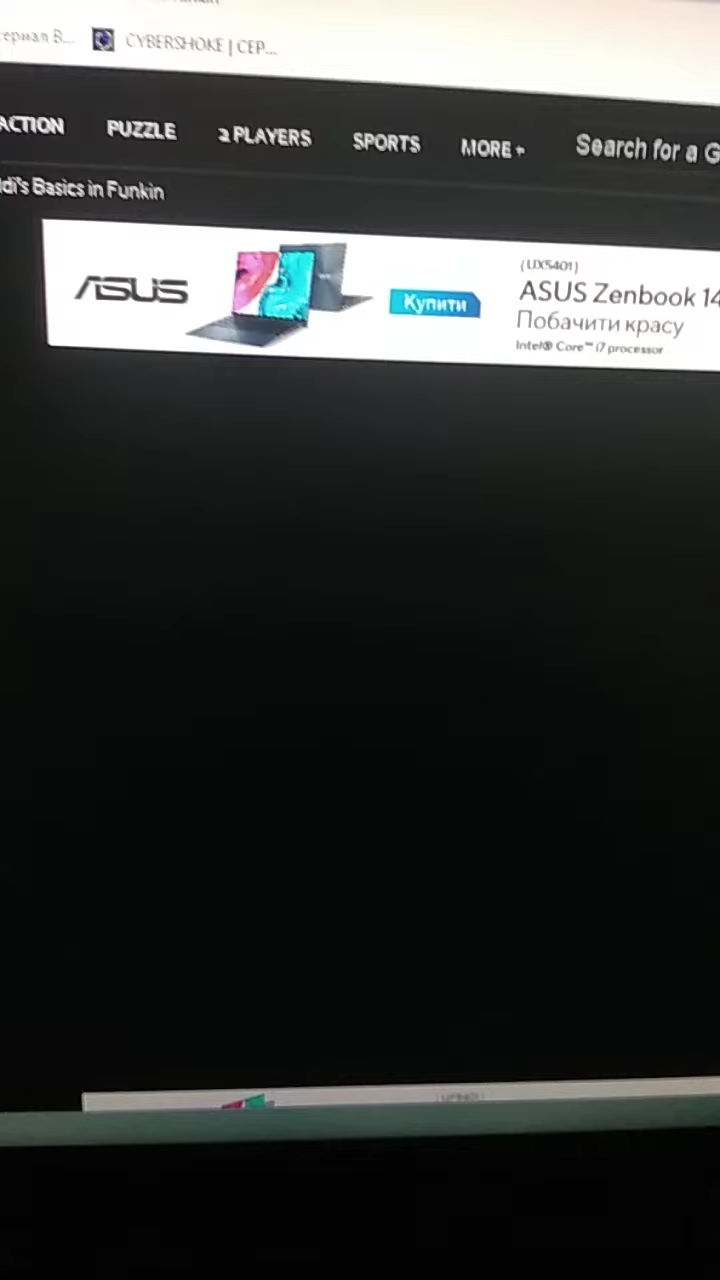 CYBERSHOKE | СЕР...
ACTION
PUZZLE
2 PLAYERS
SPORTS
MORE +
Search for a G
di's Basics in Funkin
ASUS
Купити
(UX5401)
ASUS Zenbook 14
Побачити красу
Intel® Core™ i7 processor